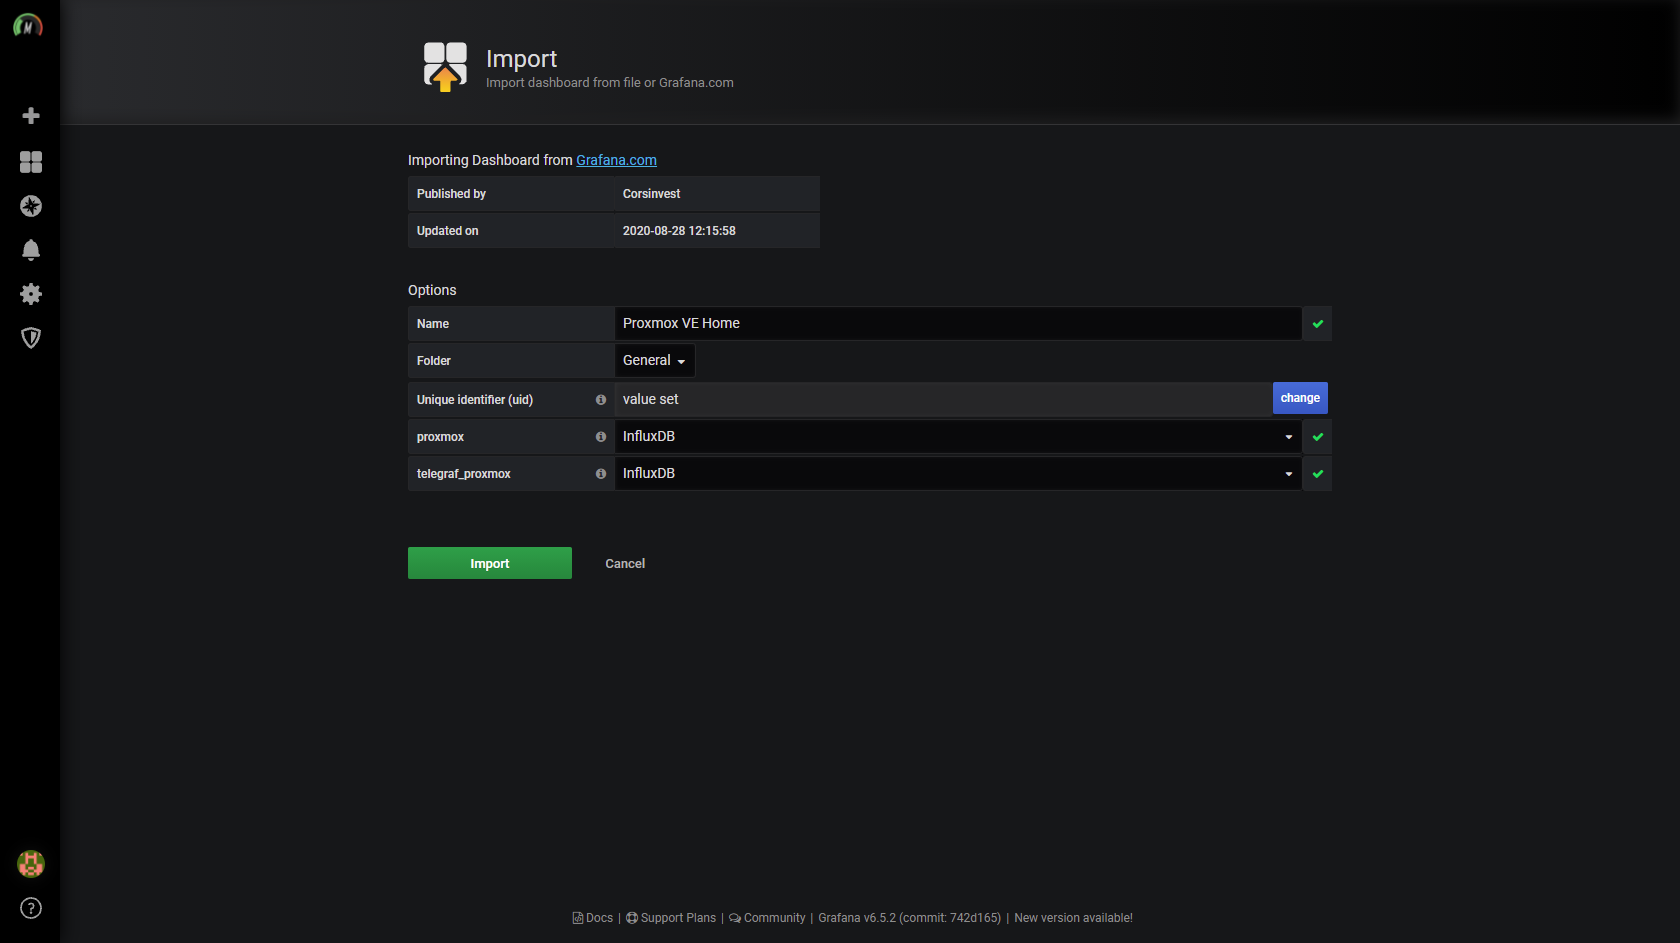 M
Import
Import dashboard from file or Grafana.com
Importing Dashboard from Grafana.com
Published by Corsinvest
Updated on 2020-08-28 12:15:58
Options
Name Proxmox VE Home
Folder General
Unique identifier (uid) value set change
proxmox InfluxDB
telegraf_proxmox InfluxDB
Import Cancel
Docs | Support Plans | Community | Grafana v6.5.2 (commit: 742d165) | New version available!